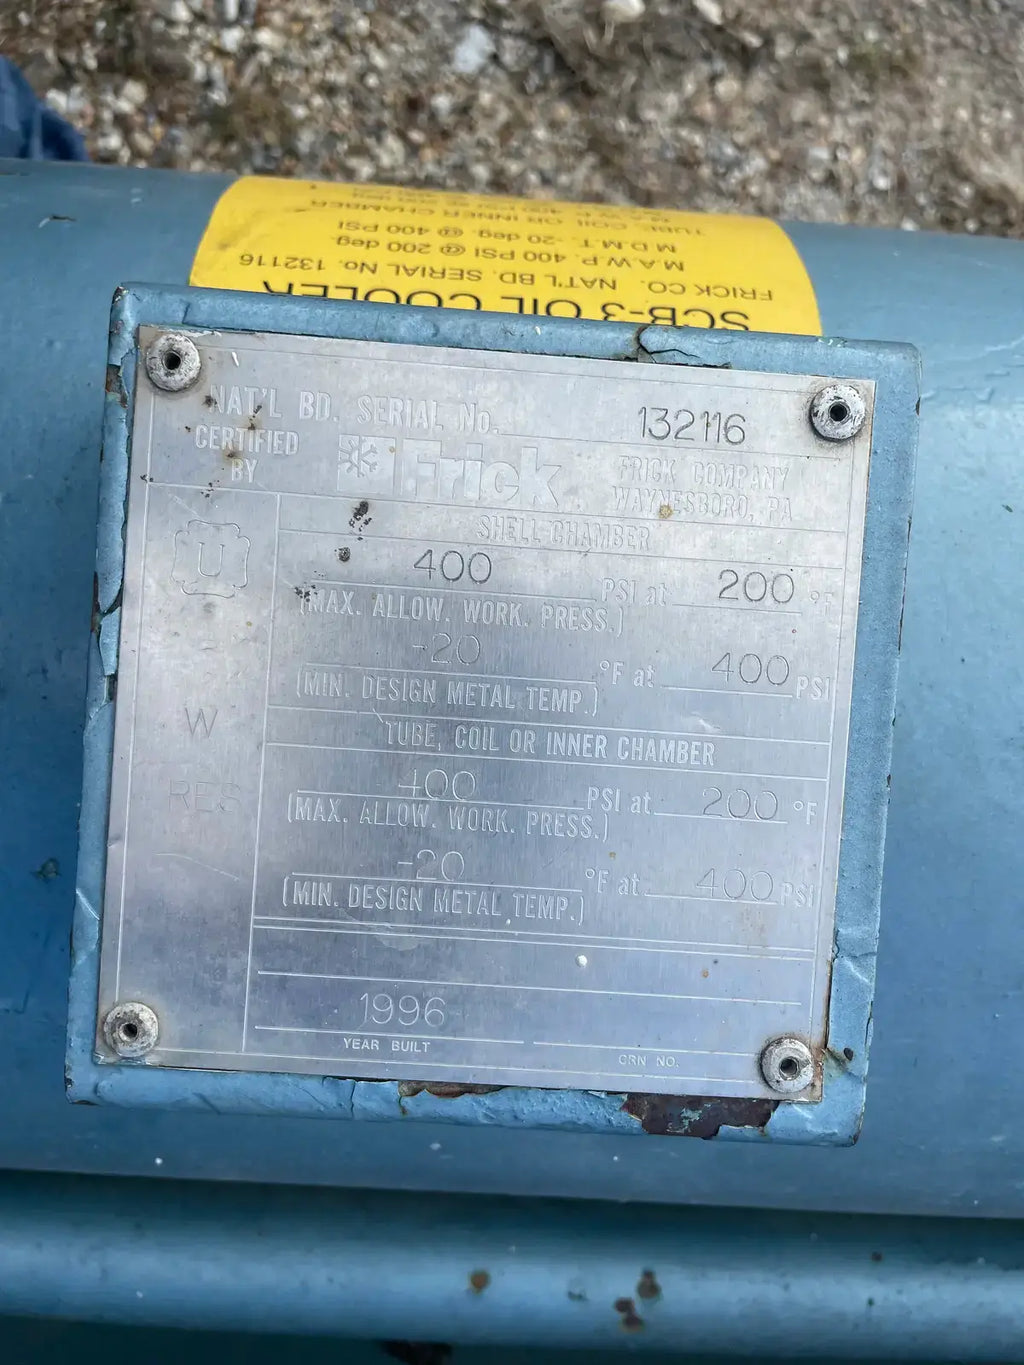 SCB-3 OIL COOLER
FRICK CO. NAT'L BD. SERIAL No. 132116
M.A.W.P. 400 PSI @ 200 deg.
M.D.M.T. -20 deg. @ 400 PSI
TUBE, COIL OR INNER CHAMBER
M.A.W.P. 400 PSI @ 200 deg.
NAT'L BD. SERIAL No. 132116
CERTIFIED BY
Frick
FRICK COMPANY
WAYNESBORO, PA
U
W
RES
SHELL CHAMBER
400 PSI at 200 °F
(MAX. ALLOW. WORK. PRESS.)
-20 °F at 400 PSI
(MIN. DESIGN METAL TEMP.)
TUBE, COIL OR INNER CHAMBER
400 PSI at 200 °F
(MAX. ALLOW. WORK. PRESS.)
-20 °F at 400 PSI
(MIN. DESIGN METAL TEMP.)
1996
YEAR BUILT
CRN NO.